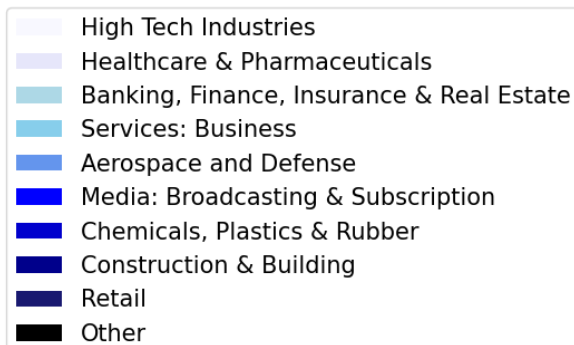 High Tech Industries
Healthcare & Pharmaceuticals
Banking, Finance, Insurance & Real Estate
Services: Business
Aerospace and Defense
Media: Broadcasting & Subscription
Chemicals, Plastics & Rubber
Construction & Building
Retail
Other